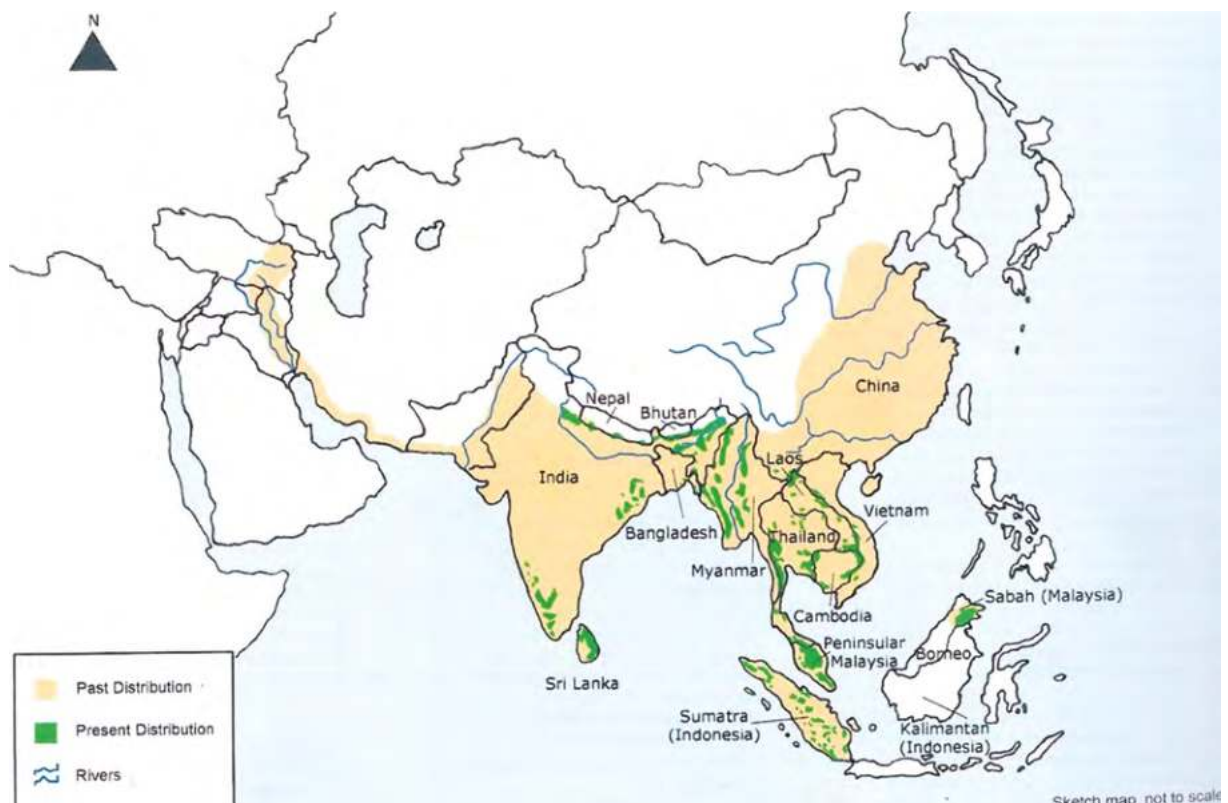 N
China
Nepal
Bhutan
India
Laos
Bangladesh
Vietnam
Thailand
Myanmar
Cambodia
Sabah (Malaysia)
Peninsular
Malaysia
Borneo
Sri Lanka
Sumatra
(Indonesia)
Kalimantan
(Indonesia)
Past Distribution
Present Distribution
Rivers
Sketch map, not to scale